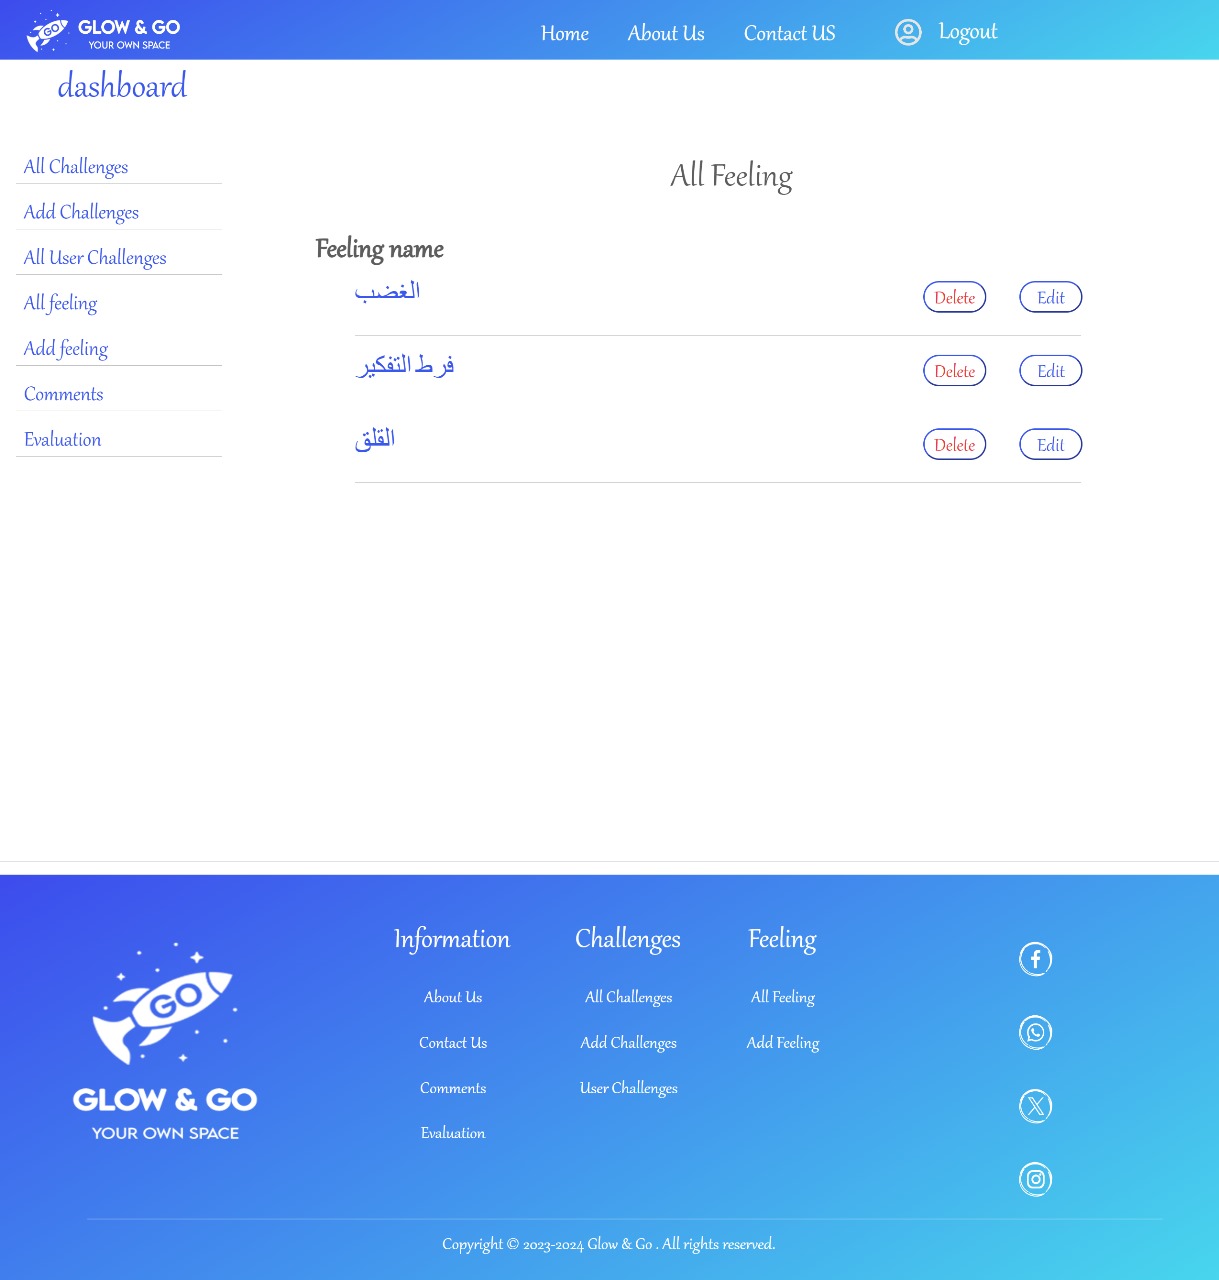 GO GLOW & GO
YOUR OWN SPACE
Home About Us Contact US Logout
dashboard
All Challenges
Add Challenges
All User Challenges
All feeling
Add feeling
Comments
Evaluation
All Feeling
Feeling name
الغضب Delete Edit
فرط التفكير Delete Edit
القلق Delete Edit
GO
GLOW & GO
YOUR OWN SPACE
Information
About Us
Contact Us
Comments
Evaluation
Challenges
All Challenges
Add Challenges
User Challenges
Feeling
All Feeling
Add Feeling
Copyright © 2023-2024 Glow & Go . All rights reserved.